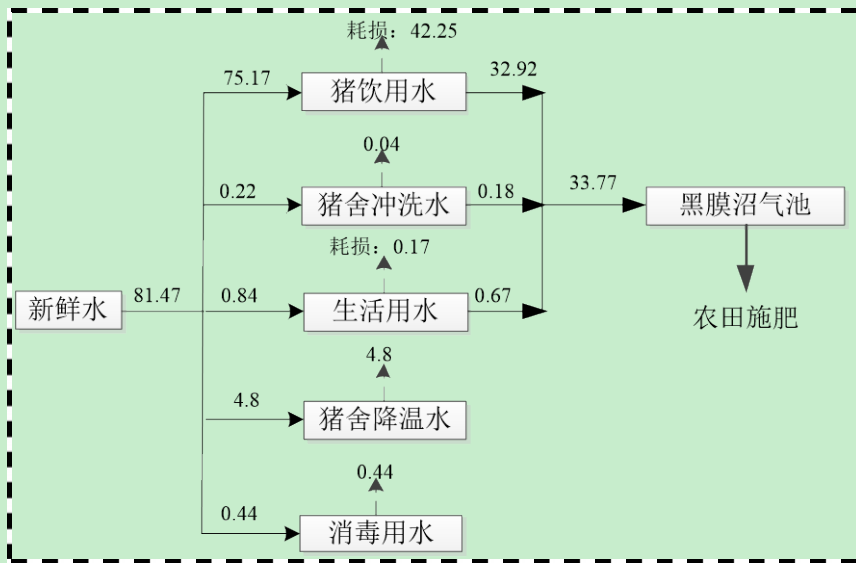 耗损：42.25
75.17
猪饮用水
32.92
0.04
0.22
猪舍冲洗水
0.18
33.77
黑膜沼气池
耗损：0.17
新鲜水
81.47
0.84
生活用水
0.67
农田施肥
4.8
4.8
猪舍降温水
0.44
0.44
消毒用水